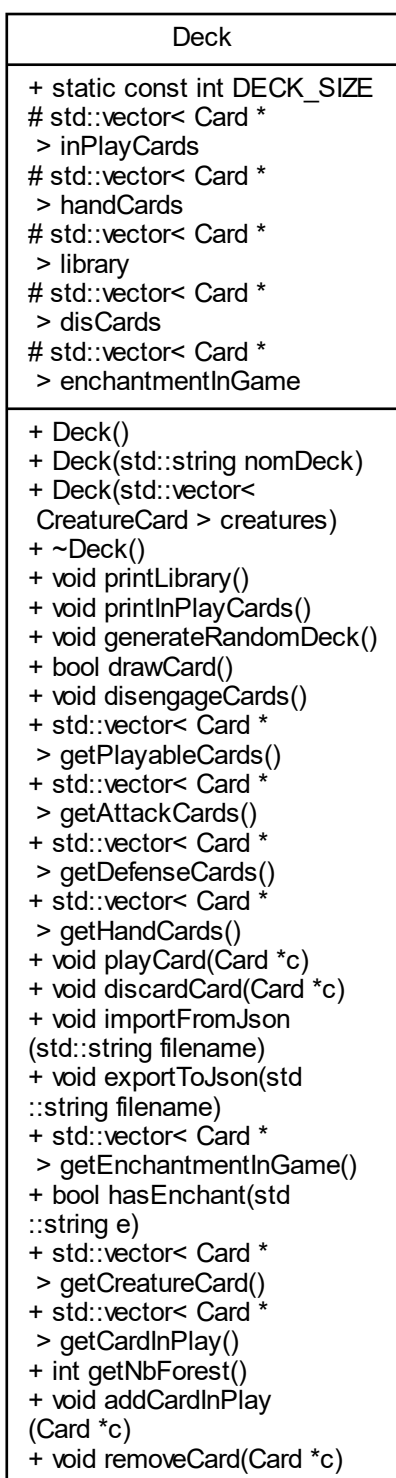 Deck
+ static const int DECK_SIZE
# std::vector< Card *
> inPlayCards
# std::vector< Card *
> handCards
# std::vector< Card *
> library
# std::vector< Card *
> disCards
# std::vector< Card *
> enchantmentInGame
+ Deck()
+ Deck(std::string nomDeck)
+ Deck(std::vector<
CreatureCard > creatures)
+ ~Deck()
+ void printLibrary()
+ void printInPlayCards()
+ void generateRandomDeck()
+ bool drawCard()
+ void disengageCards()
+ std::vector< Card *
> getPlayableCards()
+ std::vector< Card *
> getAttackCards()
+ std::vector< Card *
> getDefenseCards()
+ std::vector< Card *
> getHandCards()
+ void playCard(Card *c)
+ void discardCard(Card *c)
+ void importFromJson
(std::string filename)
+ void exportToJson(std
::string filename)
+ std::vector< Card *
> getEnchantmentInGame()
+ bool hasEnchant(std
::string e)
+ std::vector< Card *
> getCreatureCard()
+ std::vector< Card *
> getCardInPlay()
+ int getNbForest()
+ void addCardInPlay
(Card *c)
+ void removeCard(Card *c)